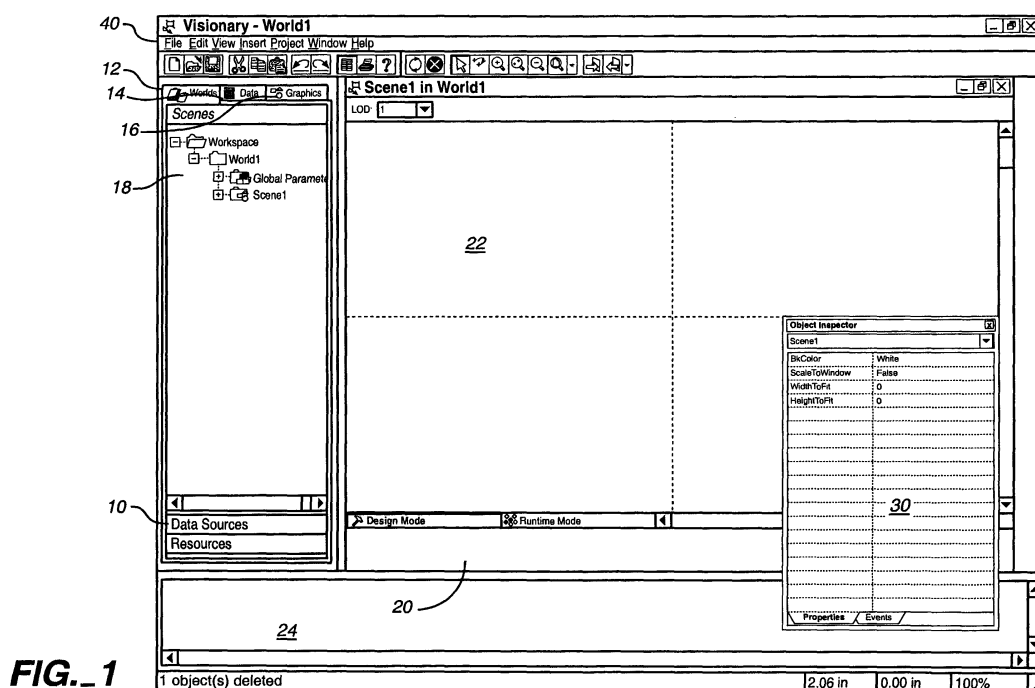 40
Visionary - World1
File Edit View Insert Project Window Help
12
14
Worlds Data Graphics
Scene1 in World1
16
Scenes
LOD: 1
Workspace
World1
18
Global Paramete
Scene1
22
Object Inspector
Scene1
BkColor White
ScaleToWindow False
WidthToFit 0
HeightToFit 0
30
10
Data Sources
Design Mode Runtime Mode
Resources
20
24
Properties Events
FIG._1
1 object(s) deleted 2.06 in 0.00 in 100%